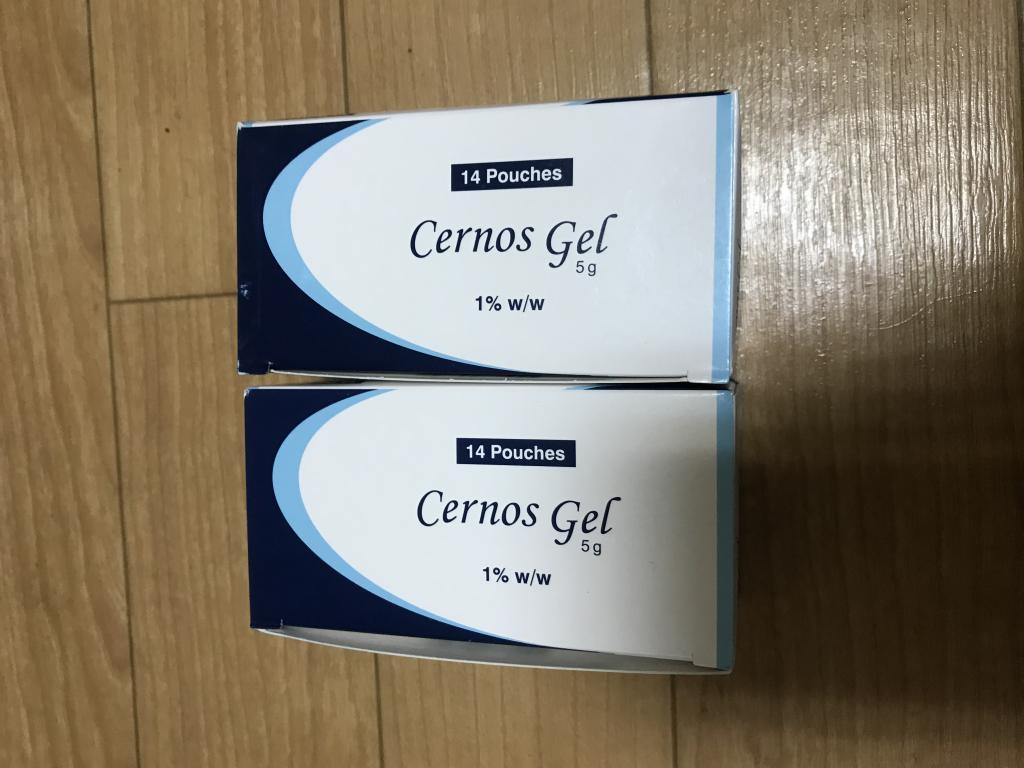 14 Pouches
Cernos Gel
5g
1% w/w
14 Pouches
Cernos Gel
5g
1% w/w